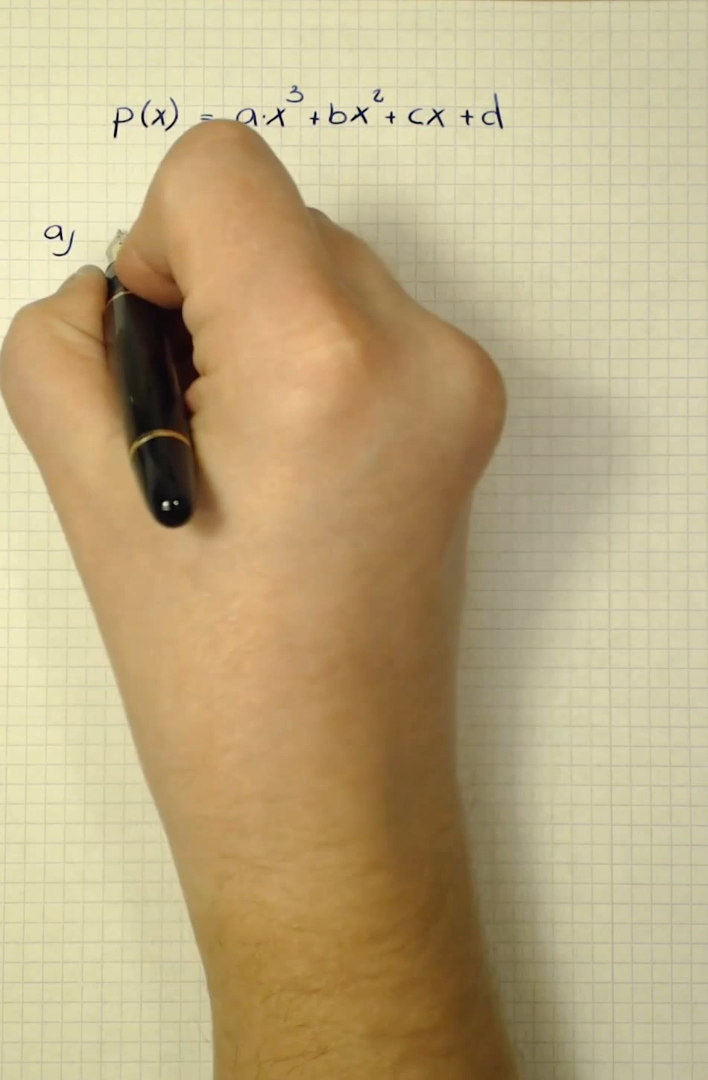 p(x) = a·x³ + bx² + cx + d
a)